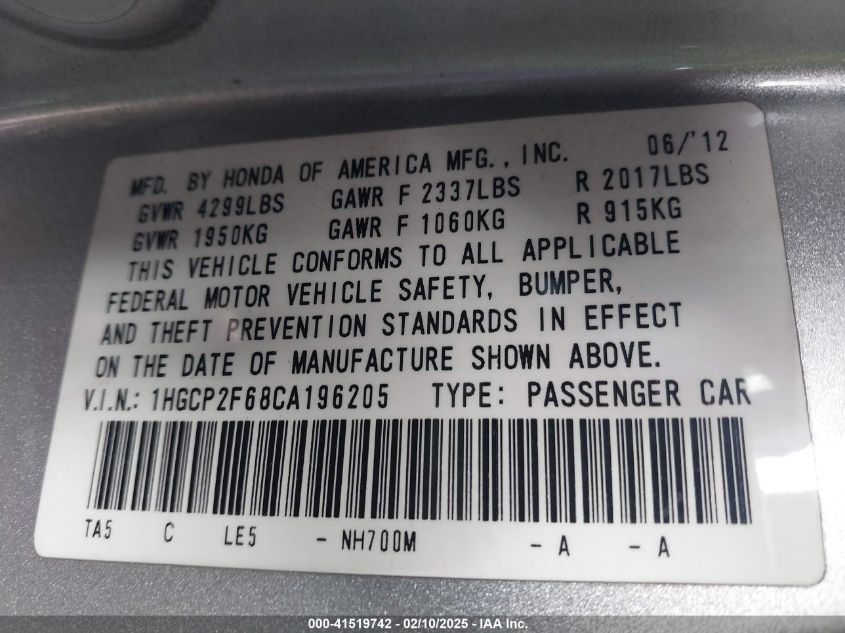 MFD. BY HONDA OF AMERICA MFG., INC. 06/'12
GVWR 4299LBS GAWR F 2337LBS R 2017LBS
GVWR 1950KG GAWR F 1060KG R 915KG
THIS VEHICLE CONFORMS TO ALL APPLICABLE
FEDERAL MOTOR VEHICLE SAFETY, BUMPER,
AND THEFT PREVENTION STANDARDS IN EFFECT
ON THE DATE OF MANUFACTURE SHOWN ABOVE.
V.I.N.: 1HGCP2F68CA196205 TYPE: PASSENGER CAR
TA5 C LE5 - NH700M - A - A
000-41519742 - 02/10/2025 - IAA Inc.